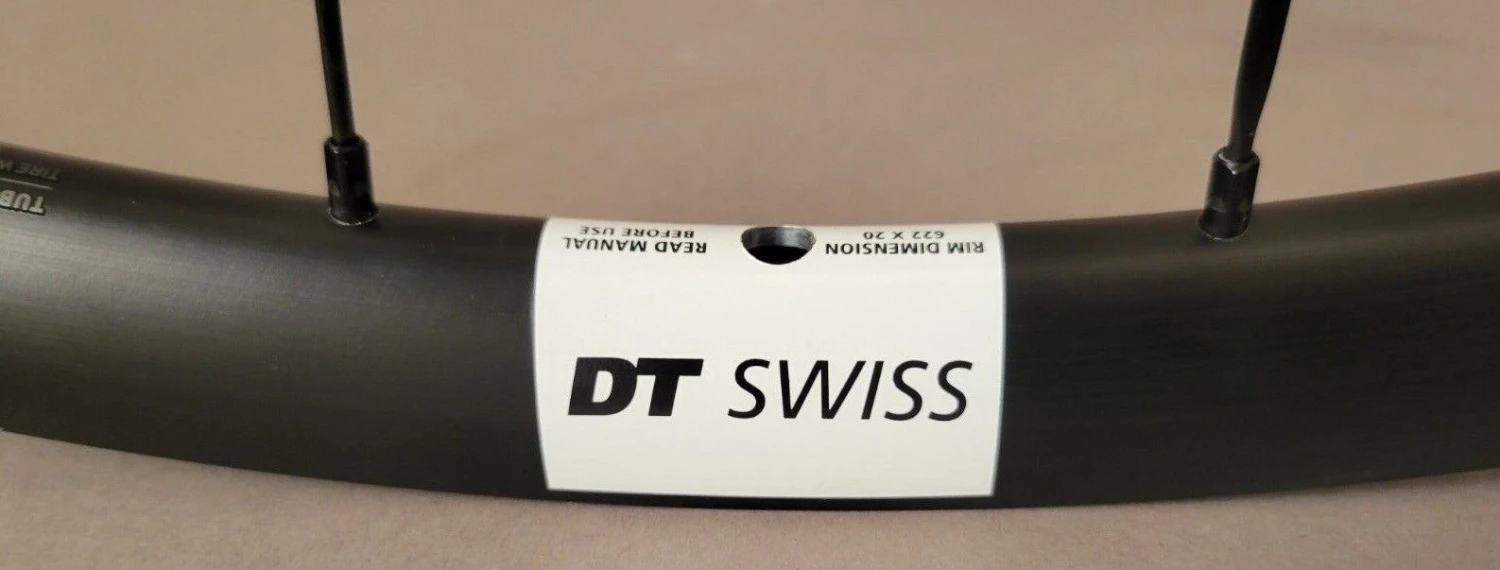 DT SWISS
RIM DIMENSION
622 X 20
READ MANUAL
BEFORE USE